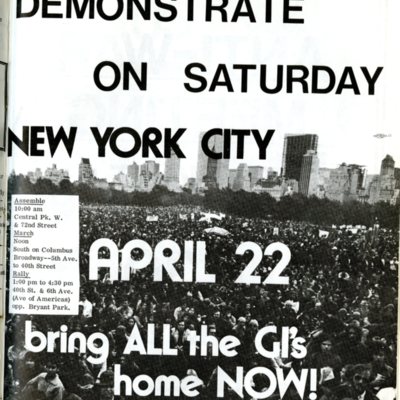 DEMONSTRATE
ON SATURDAY
NEW YORK CITY
Assemble
10:00 am
Central Pk. W.
& 72nd Street
March
Noon
South on Columbus
Broadway--5th Ave.
to 40th Street
Rally
1:00 pm to 4:30 pm
40th St. & 6th Ave.
(Ave of Americas)
opp. Bryant Park.
APRIL 22
bring ALL the GI's
home NOW!